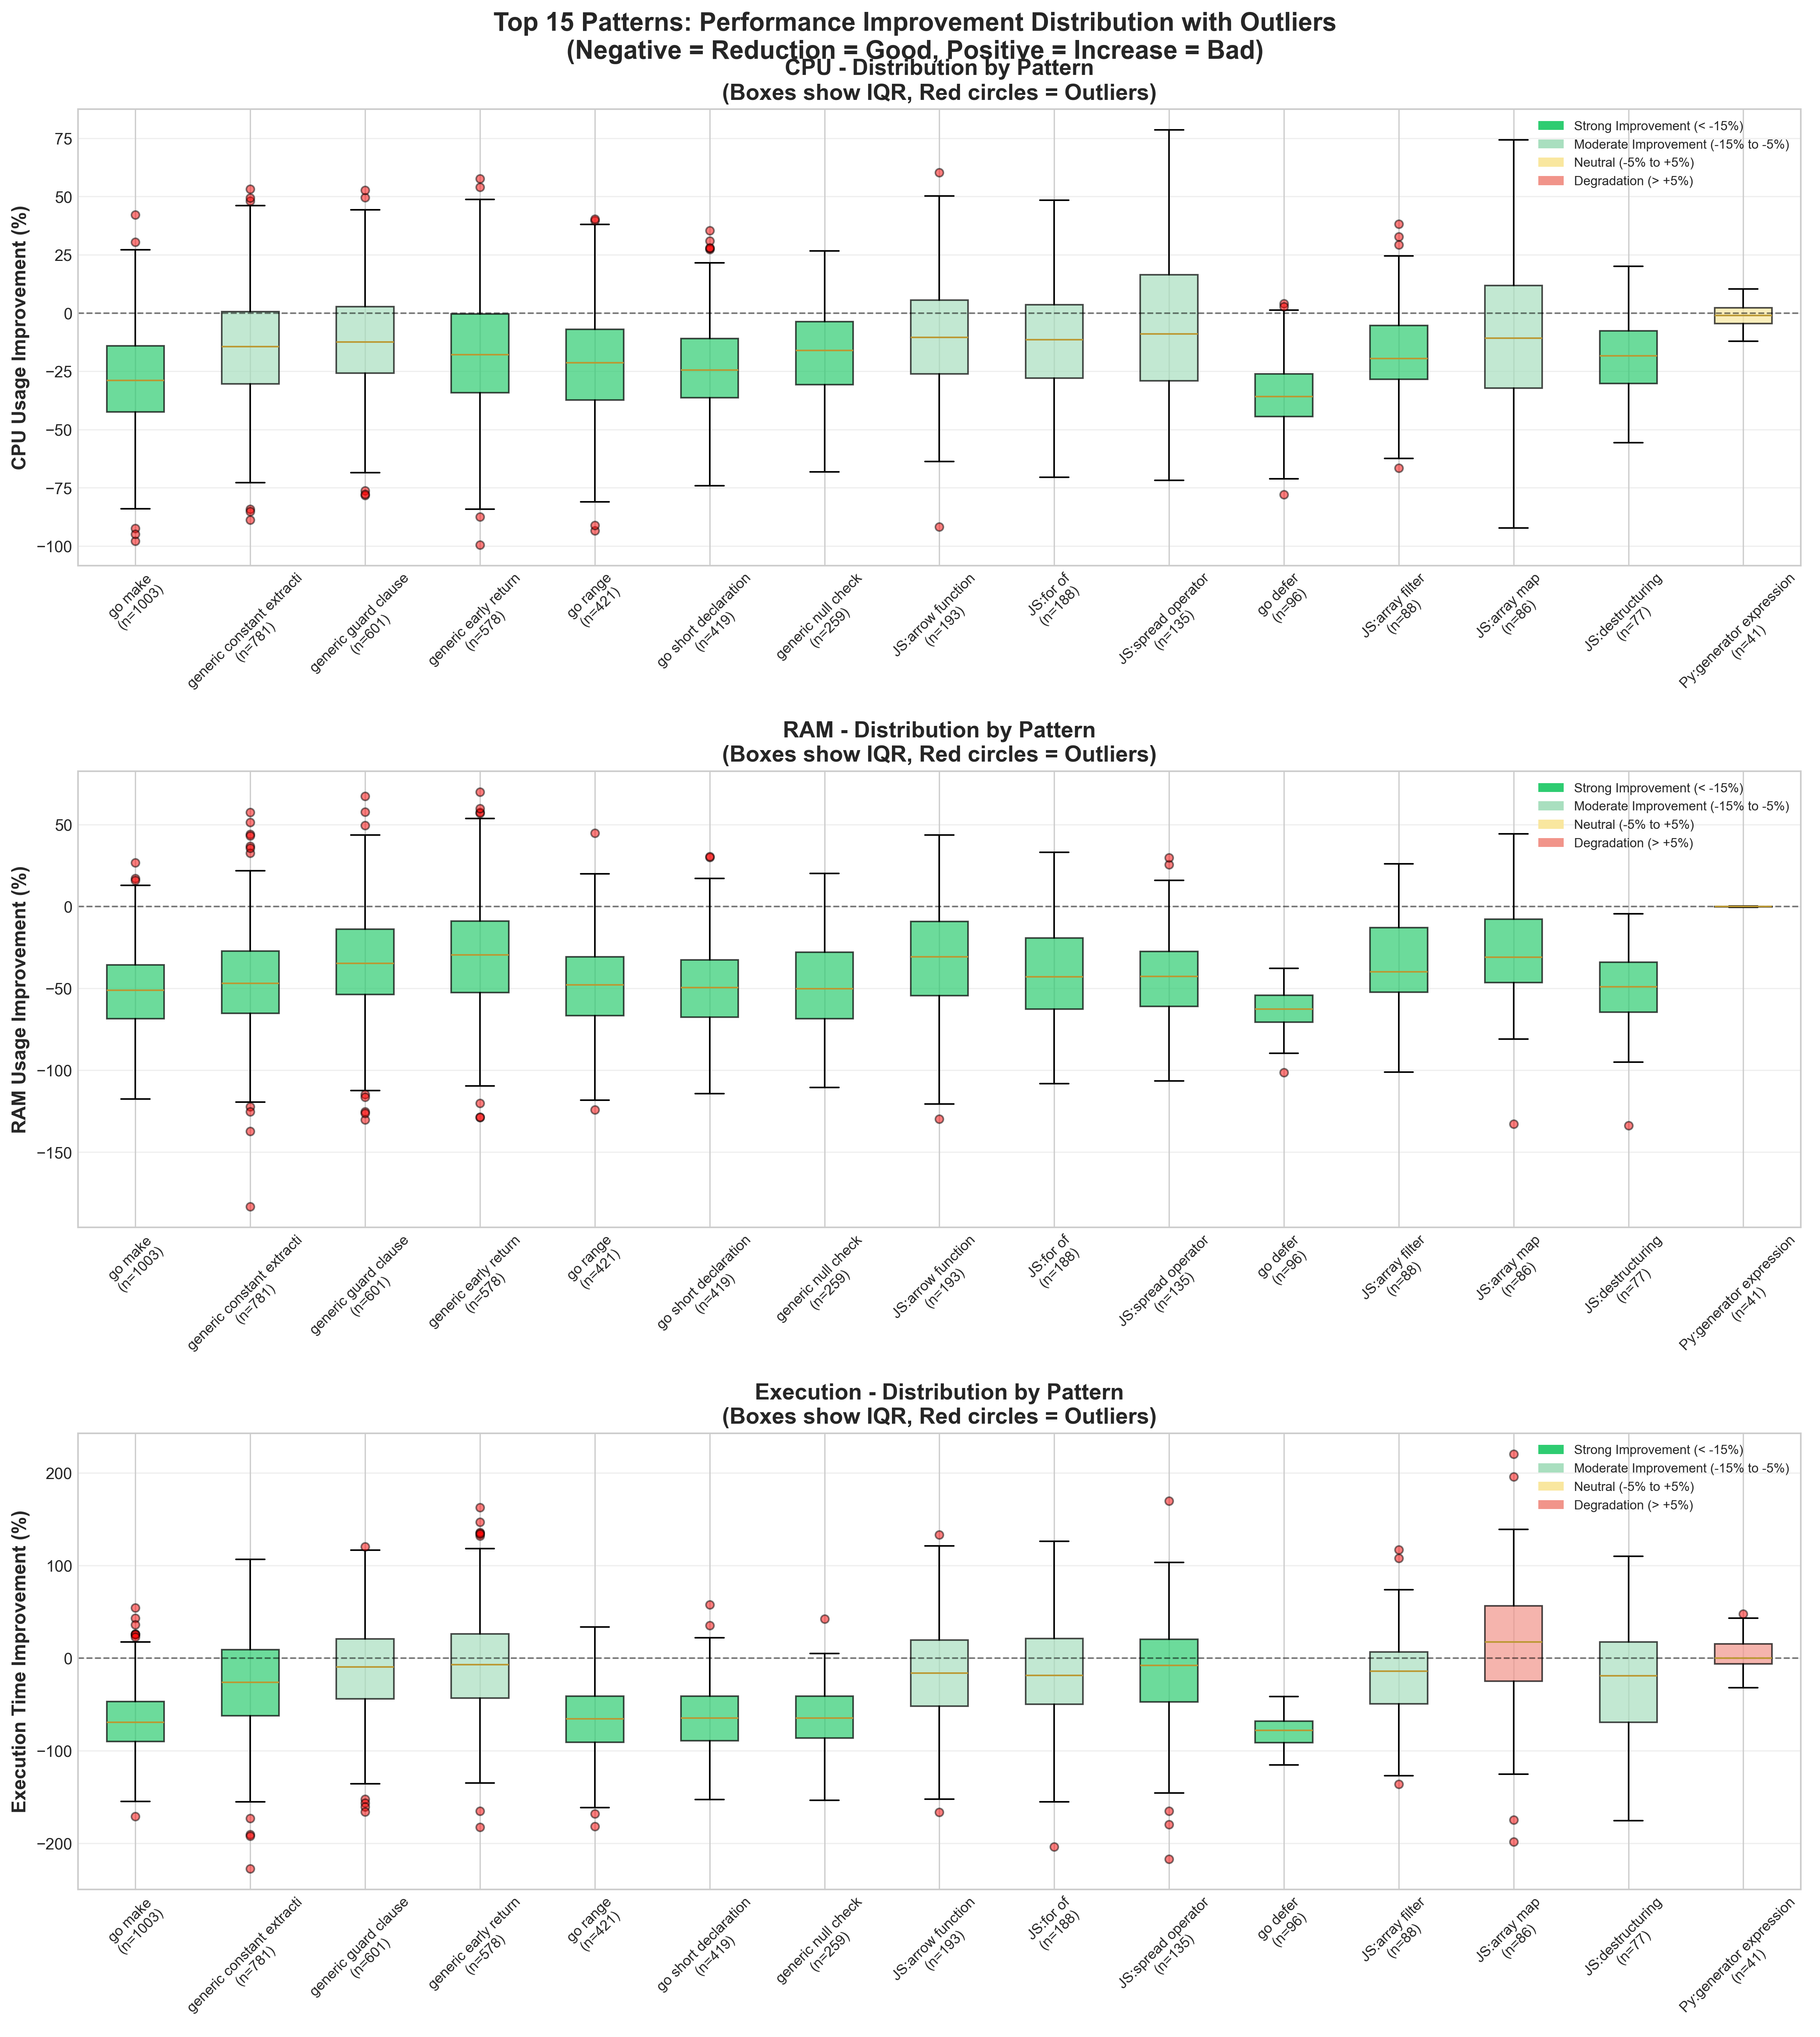 Top 15 Patterns: Performance Improvement Distribution with Outliers
(Negative = Reduction = Good, Positive = Increase = Bad)
CPU - Distribution by Pattern
(Boxes show IQR, Red circles = Outliers)
CPU Usage Improvement (%)
75
50
25
0
−25
−50
−75
−100
Strong Improvement (< -15%)
Moderate Improvement (-15% to -5%)
Neutral (-5% to +5%)
Degradation (> +5%)
go make
(n=1003)
generic constant extracti
(n=781)
generic guard clause
(n=601)
generic early return
(n=578)
go range
(n=421)
go short declaration
(n=419)
generic null check
(n=259)
JS:arrow function
(n=193)
JS:for of
(n=188)
JS:spread operator
(n=135)
go defer
(n=96)
JS:array filter
(n=88)
JS:array map
(n=86)
JS:destructuring
(n=77)
Py:generator expression
(n=41)
RAM - Distribution by Pattern
(Boxes show IQR, Red circles = Outliers)
RAM Usage Improvement (%)
50
0
−50
−100
−150
Strong Improvement (< -15%)
Moderate Improvement (-15% to -5%)
Neutral (-5% to +5%)
Degradation (> +5%)
go make
(n=1003)
generic constant extracti
(n=781)
generic guard clause
(n=601)
generic early return
(n=578)
go range
(n=421)
go short declaration
(n=419)
generic null check
(n=259)
JS:arrow function
(n=193)
JS:for of
(n=188)
JS:spread operator
(n=135)
go defer
(n=96)
JS:array filter
(n=88)
JS:array map
(n=86)
JS:destructuring
(n=77)
Py:generator expression
(n=41)
Execution - Distribution by Pattern
(Boxes show IQR, Red circles = Outliers)
Execution Time Improvement (%)
200
100
0
−100
−200
Strong Improvement (< -15%)
Moderate Improvement (-15% to -5%)
Neutral (-5% to +5%)
Degradation (> +5%)
go make
(n=1003)
generic constant extracti
(n=781)
generic guard clause
(n=601)
generic early return
(n=578)
go range
(n=421)
go short declaration
(n=419)
generic null check
(n=259)
JS:arrow function
(n=193)
JS:for of
(n=188)
JS:spread operator
(n=135)
go defer
(n=96)
JS:array filter
(n=88)
JS:array map
(n=86)
JS:destructuring
(n=77)
Py:generator expression
(n=41)